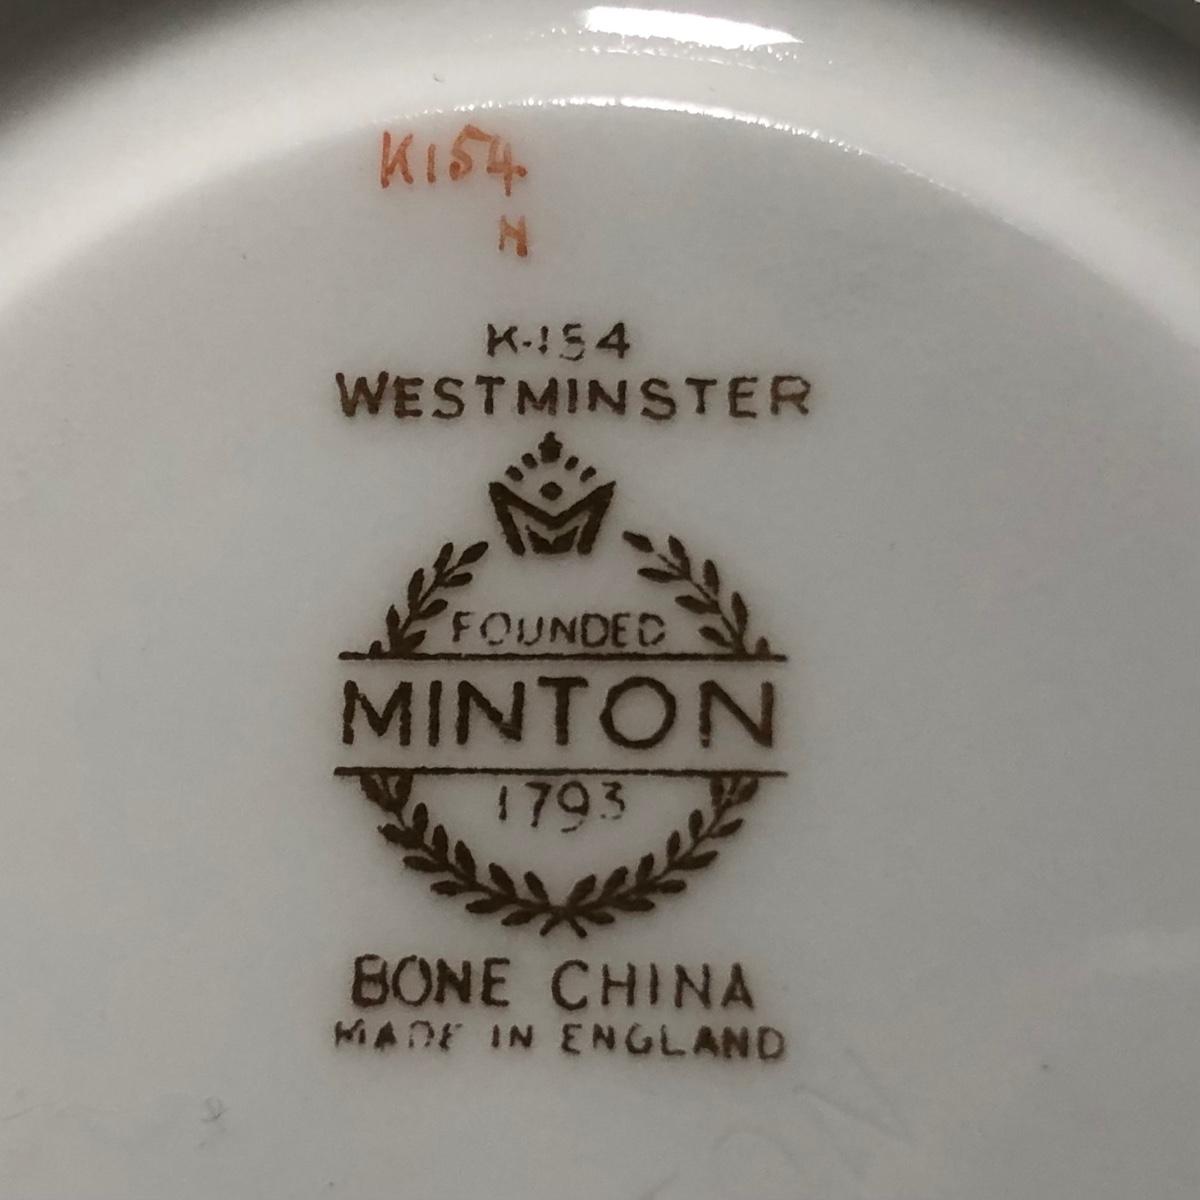 K154
N
K-154
WESTMINSTER
FOUNDED
MINTON
1793
BONE CHINA
MADE IN ENGLAND